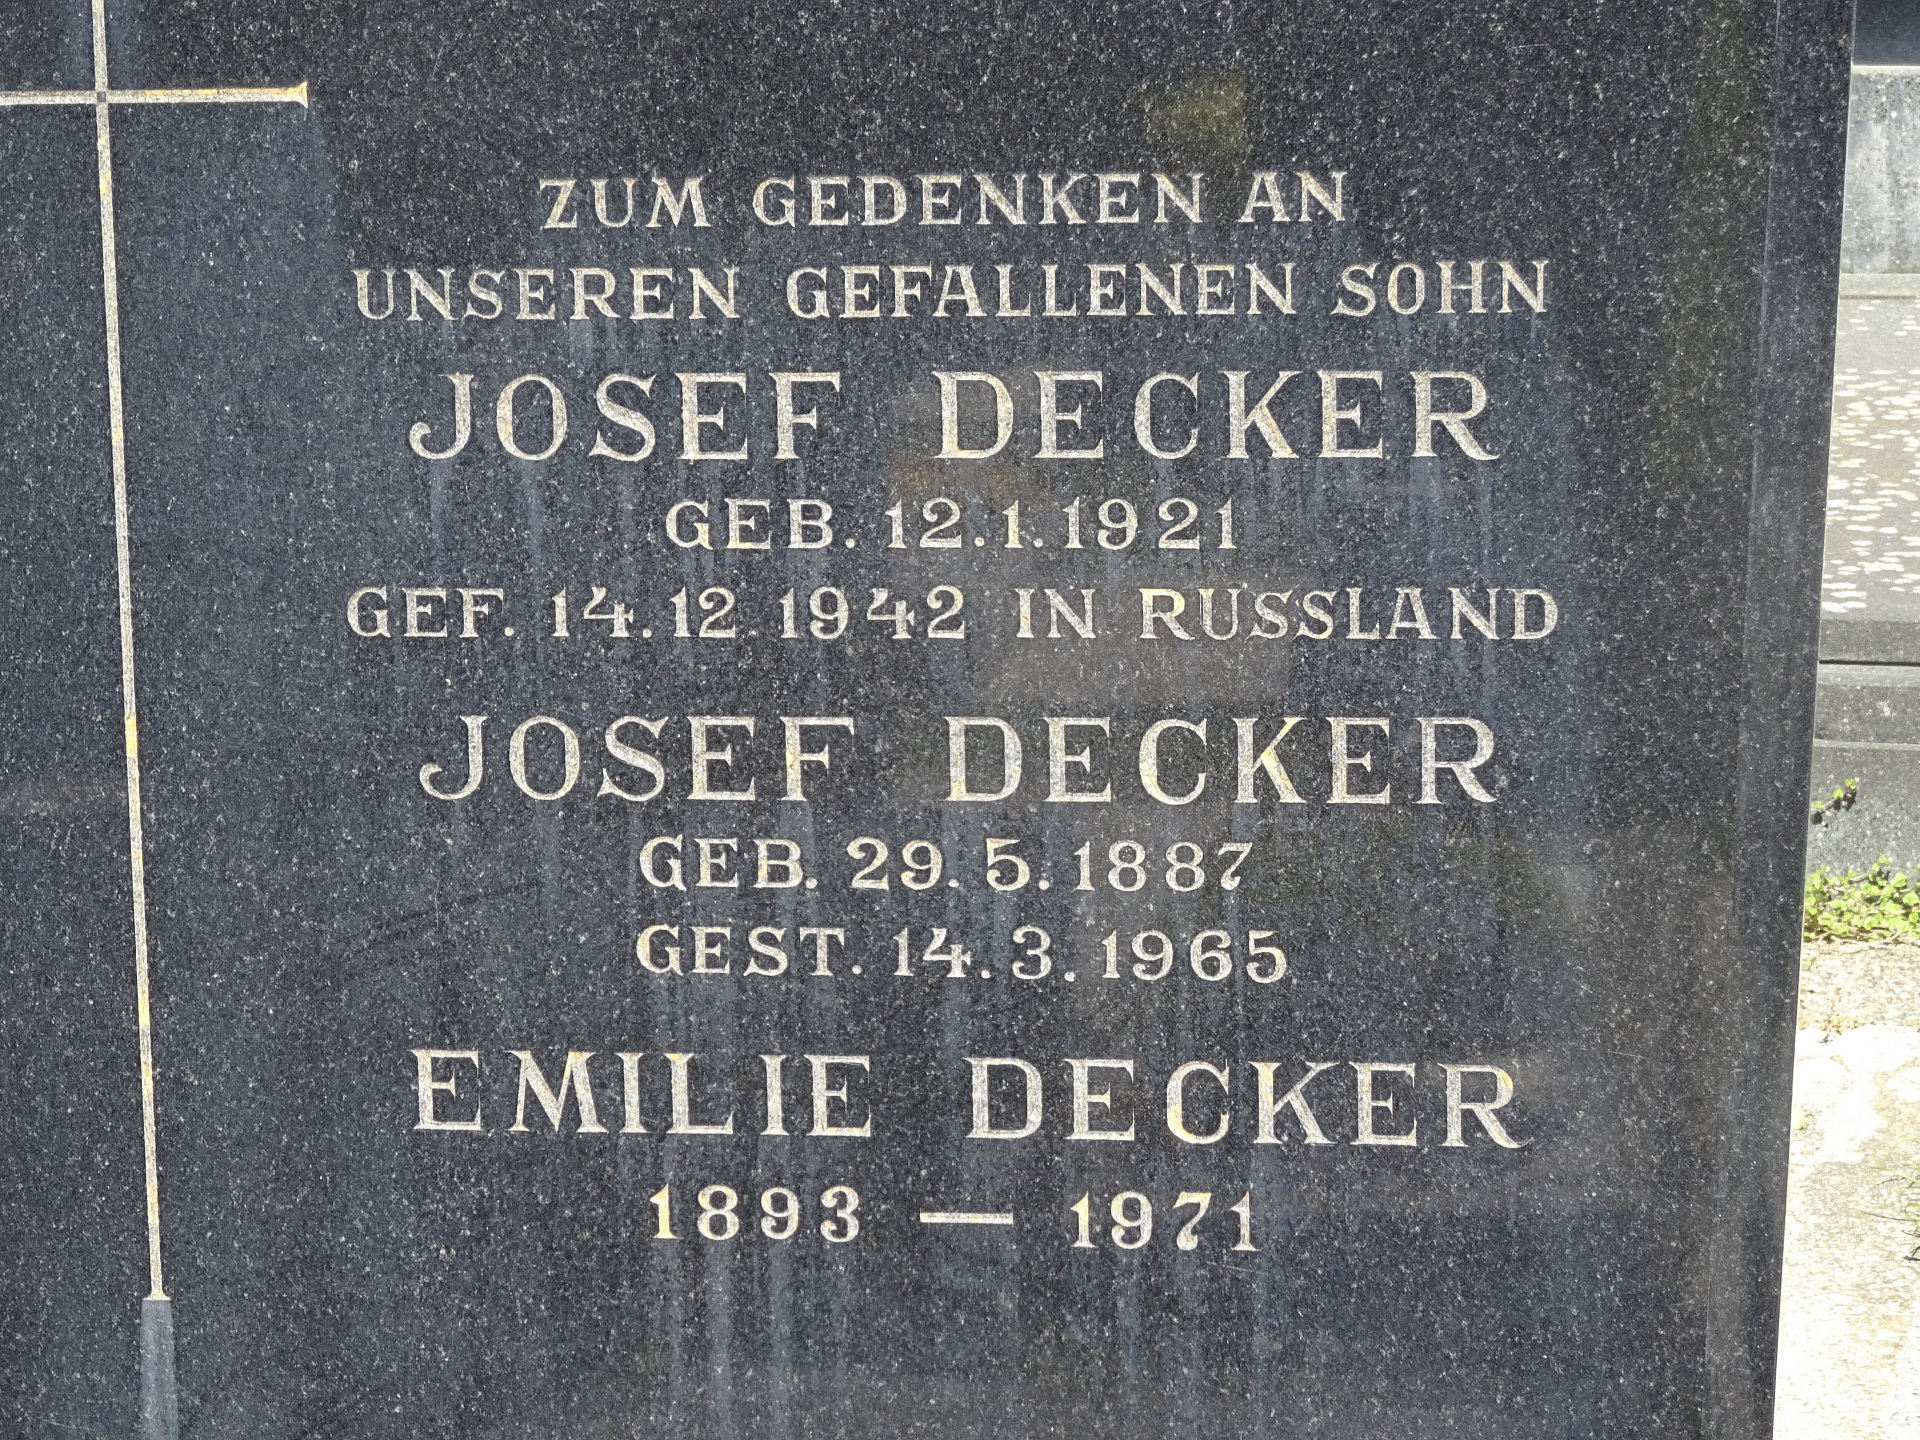 ZUM GEDENKEN AN
UNSEREN GEFALLENEN SOHN
JOSEF DECKER
GEB. 12.1.1921
GEF. 14.12.1942 IN RUSSLAND
JOSEF DECKER
GEB. 29.5.1887
GEST. 14.3.1965
EMILIE DECKER
1893 — 1971